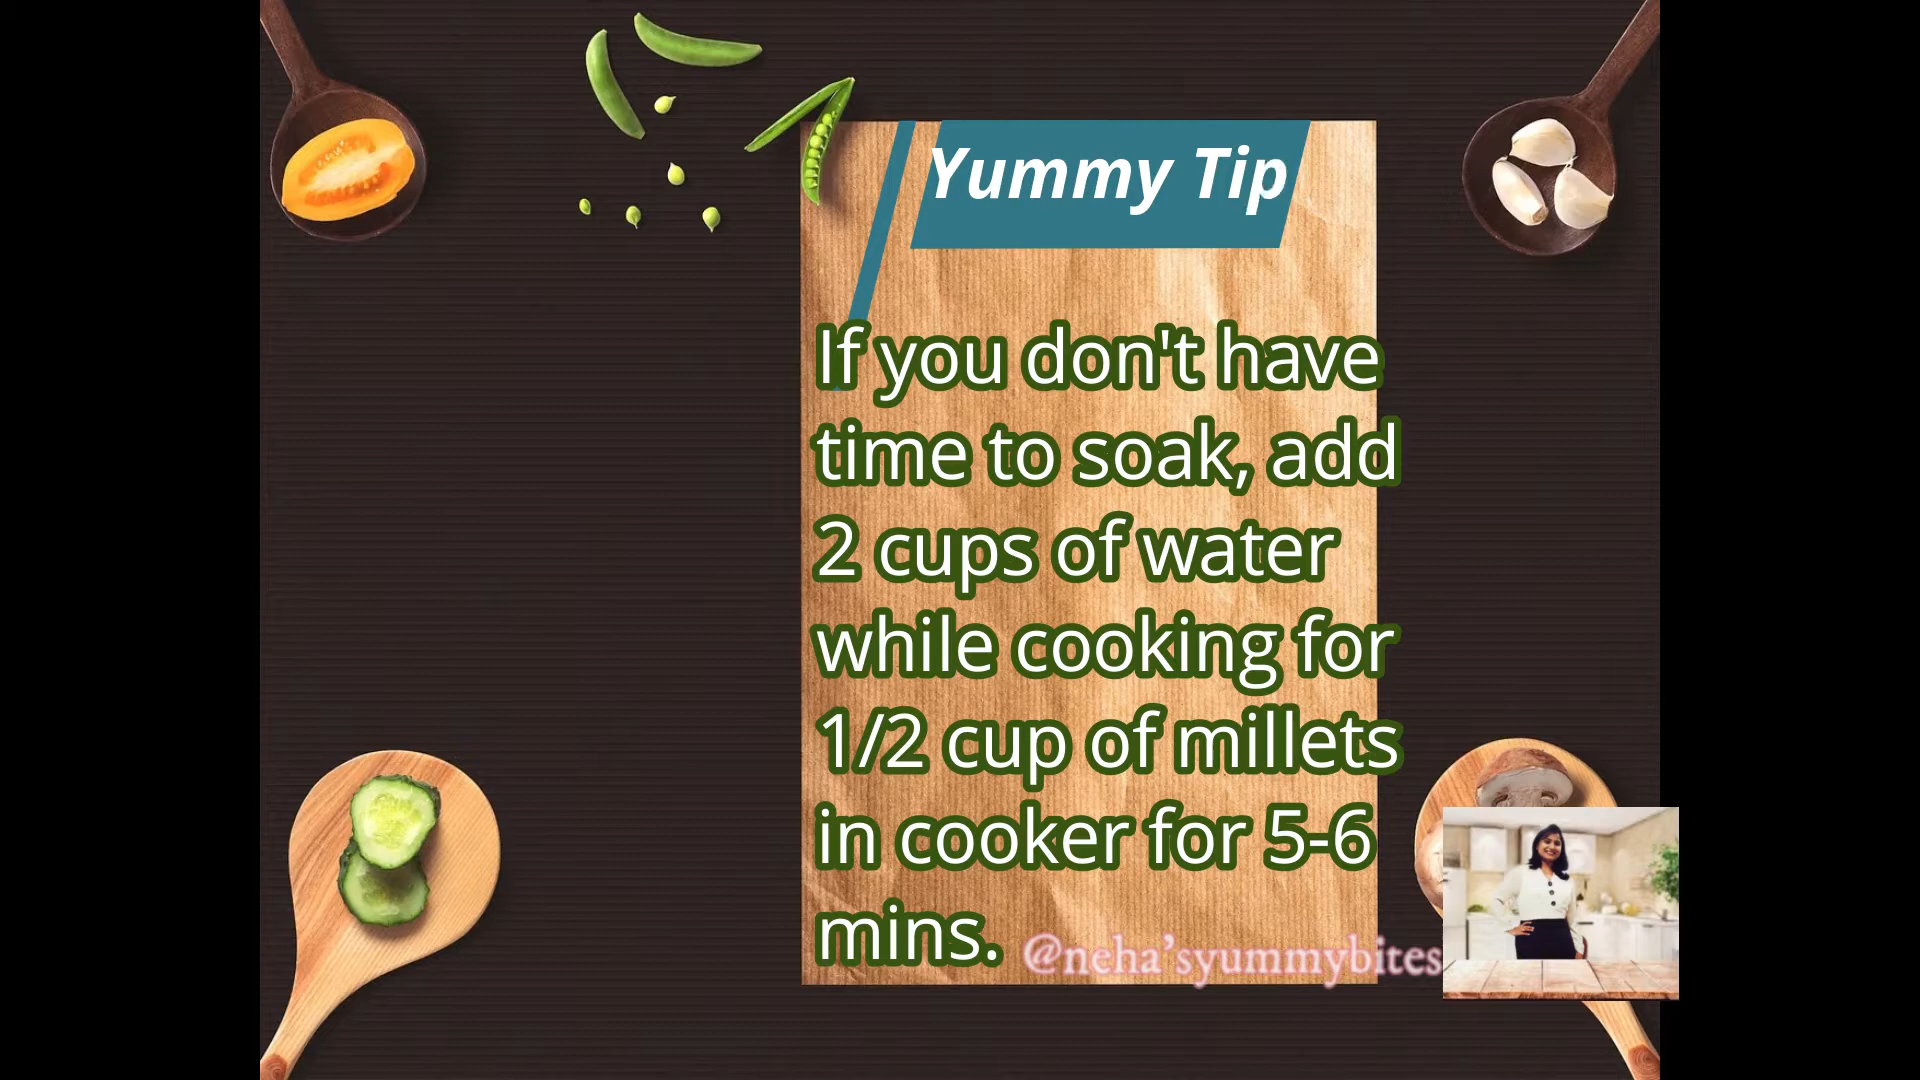 Yummy Tip
If you don't have
time to soak, add
2 cups of water
while cooking for
1/2 cup of millets
in cooker for 5-6
mins.
@neha'syummybites